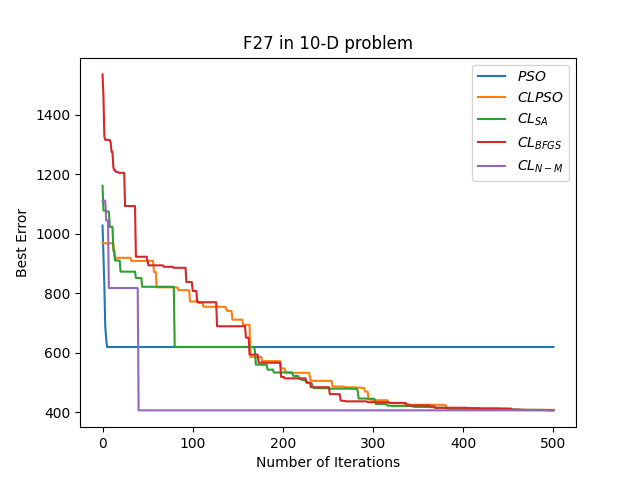 F27 in 10-D problem
Best Error
1400
1200
1000
800
600
400
0 100 200 300 400 500
Number of Iterations
PSO
CLPSO
CL_SA
CL_BFGS
CL_N−M